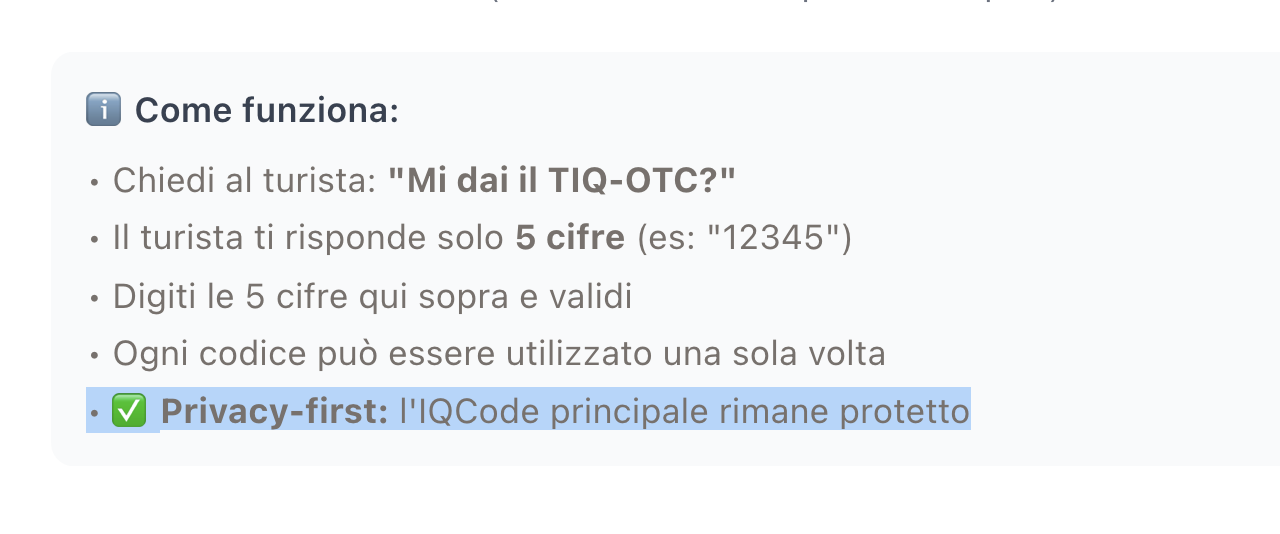 ℹ️ Come funziona:
• Chiedi al turista: "Mi dai il TIQ-OTC?"
• Il turista ti risponde solo 5 cifre (es: "12345")
• Digiti le 5 cifre qui sopra e validi
• Ogni codice può essere utilizzato una sola volta
• ✅ Privacy-first: l'IQCode principale rimane protetto